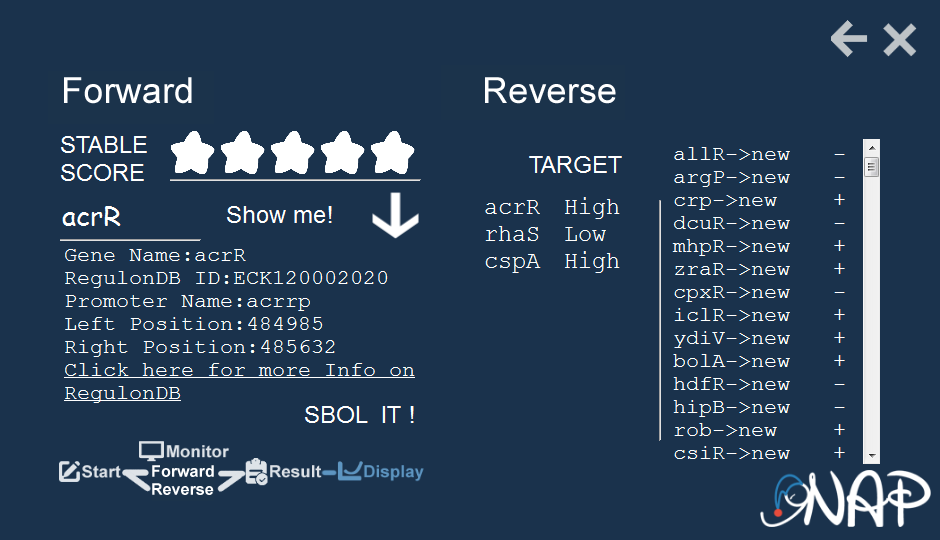 Forward
STABLE
SCORE
acrR
Show me!
Gene Name:acrR
RegulonDB ID:ECK120002020
Promoter Name:acrrp
Left Position:484985
Right Position:485632
Click here for more Info on
RegulonDB
SBOL IT !
Reverse
TARGET
acrR High
rhaS Low
cspA High
allR->new -
argP->new -
crp->new +
dcuR->new -
mhpR->new +
zraR->new +
cpxR->new -
iclR->new +
ydiV->new +
bolA->new +
hdfR->new -
hipB->new -
rob->new +
csiR->new +
Start
Monitor
Forward
Reverse
Result
Display
gNAP